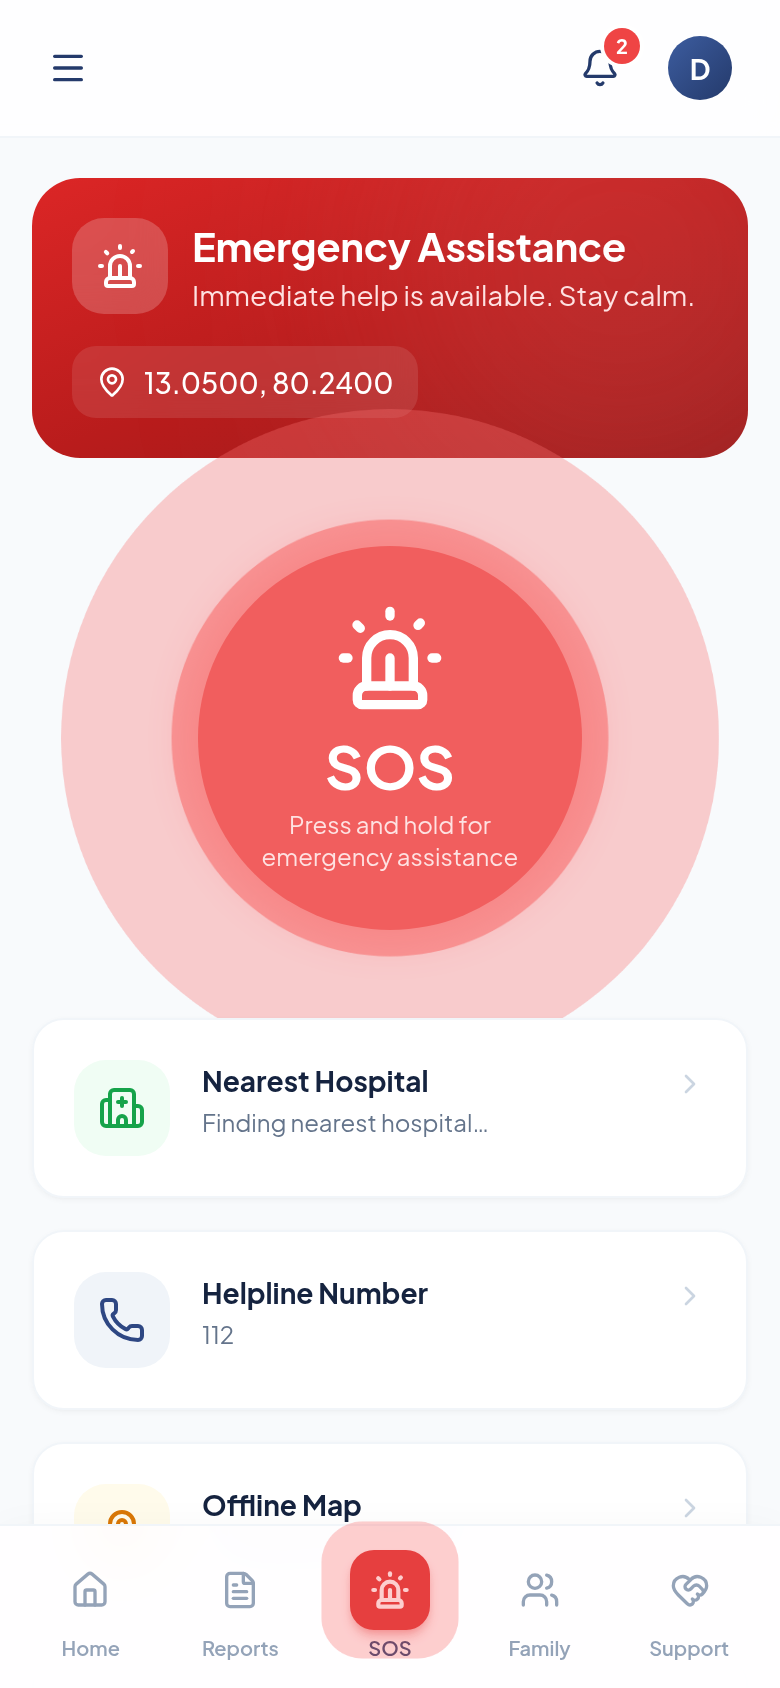 2
D
Emergency Assistance
Immediate help is available. Stay calm.
13.0500, 80.2400
SOS
Press and hold for
emergency assistance
Nearest Hospital
Finding nearest hospital...
Helpline Number
112
Offline Map
Home
Reports
SOS
Family
Support